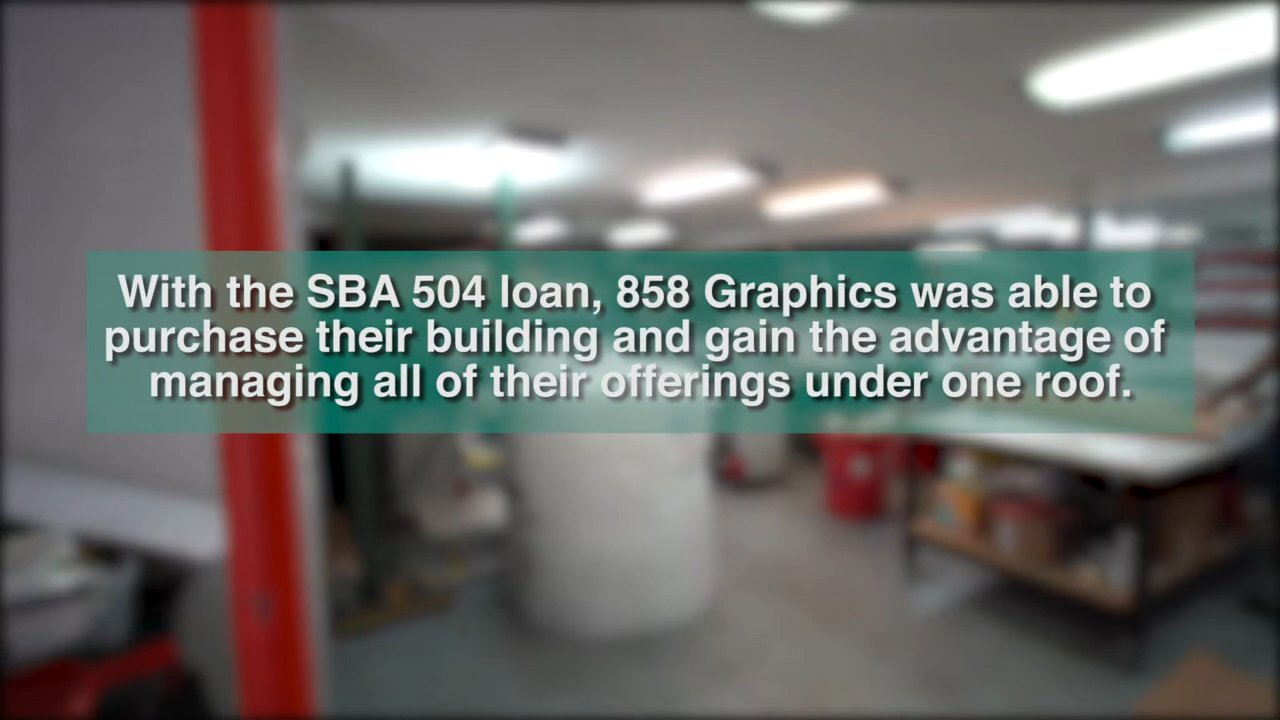 With the SBA 504 loan, 858 Graphics was able to
purchase their building and gain the advantage of
managing all of their offerings under one roof.